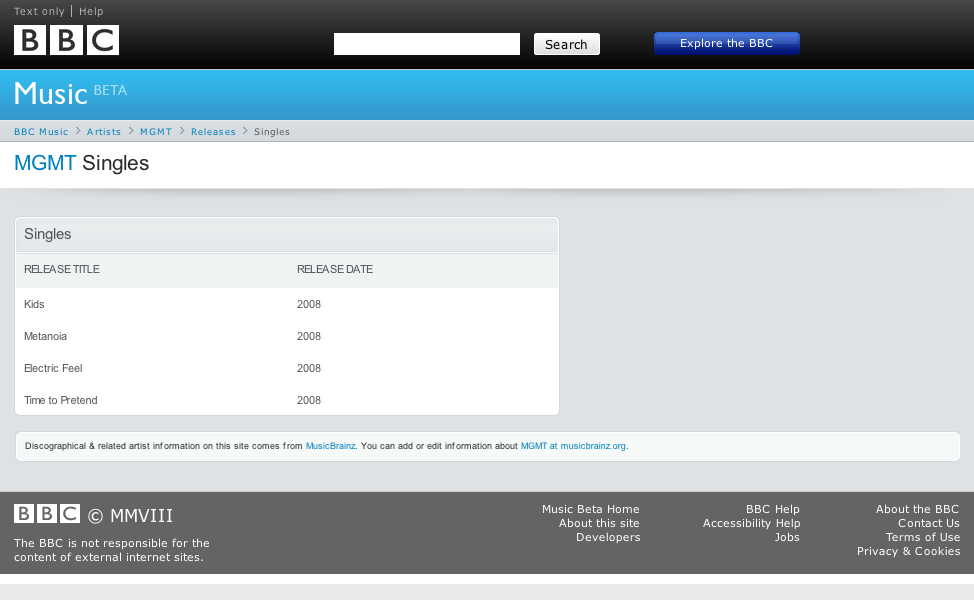 Text only | Help
BBC
Search
Explore the BBC
Music BETA
BBC Music > Artists > MGMT > Releases > Singles
MGMT Singles
Singles
RELEASE TITLE RELEASE DATE
Kids 2008
Metanoia 2008
Electric Feel 2008
Time to Pretend 2008
Discographical & related artist information on this site comes from MusicBrainz. You can add or edit information about MGMT at musicbrainz.org.
BBC © MMVIII
The BBC is not responsible for the
content of external internet sites.
Music Beta Home
About this site
Developers
BBC Help
Accessibility Help
Jobs
About the BBC
Contact Us
Terms of Use
Privacy & Cookies